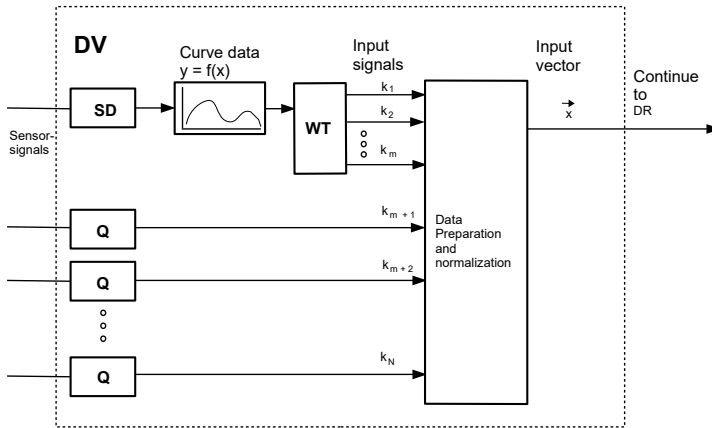 DV
Curve data
y = f(x)
Input
signals
Input
vector
Continue
to
DR
SD
WT
k1
k2
km
x
Sensor-
signals
Q
km + 1
Data
Preparation
and
normalization
Q
km + 2
Q
kN